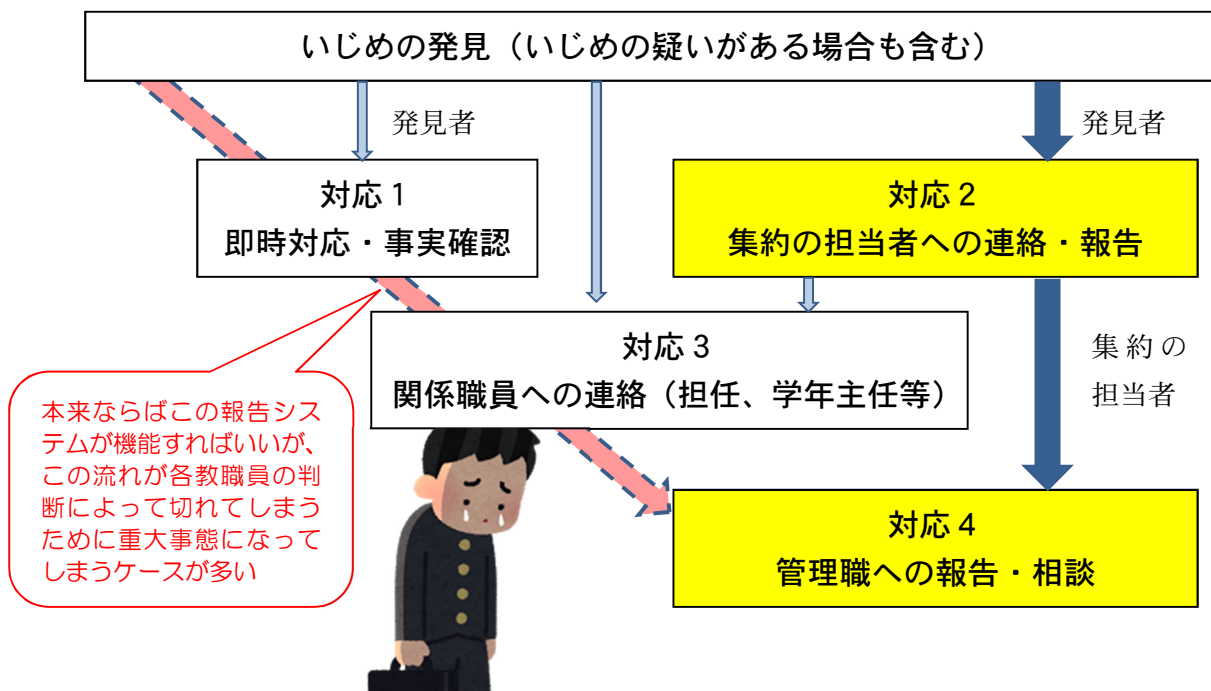 いじめの発見（いじめの疑いがある場合も含む）
発見者
発見者
対応１
即時対応・事実確認
対応２
集約の担当者への連絡・報告
対応３
関係職員への連絡（担任、学年主任等）
集約の
担当者
本来ならばこの報告シス
テムが機能すればいいが、
この流れが各教職員の判
断によって切れてしまう
ために重大事態になって
しまうケースが多い
対応４
管理職への報告・相談